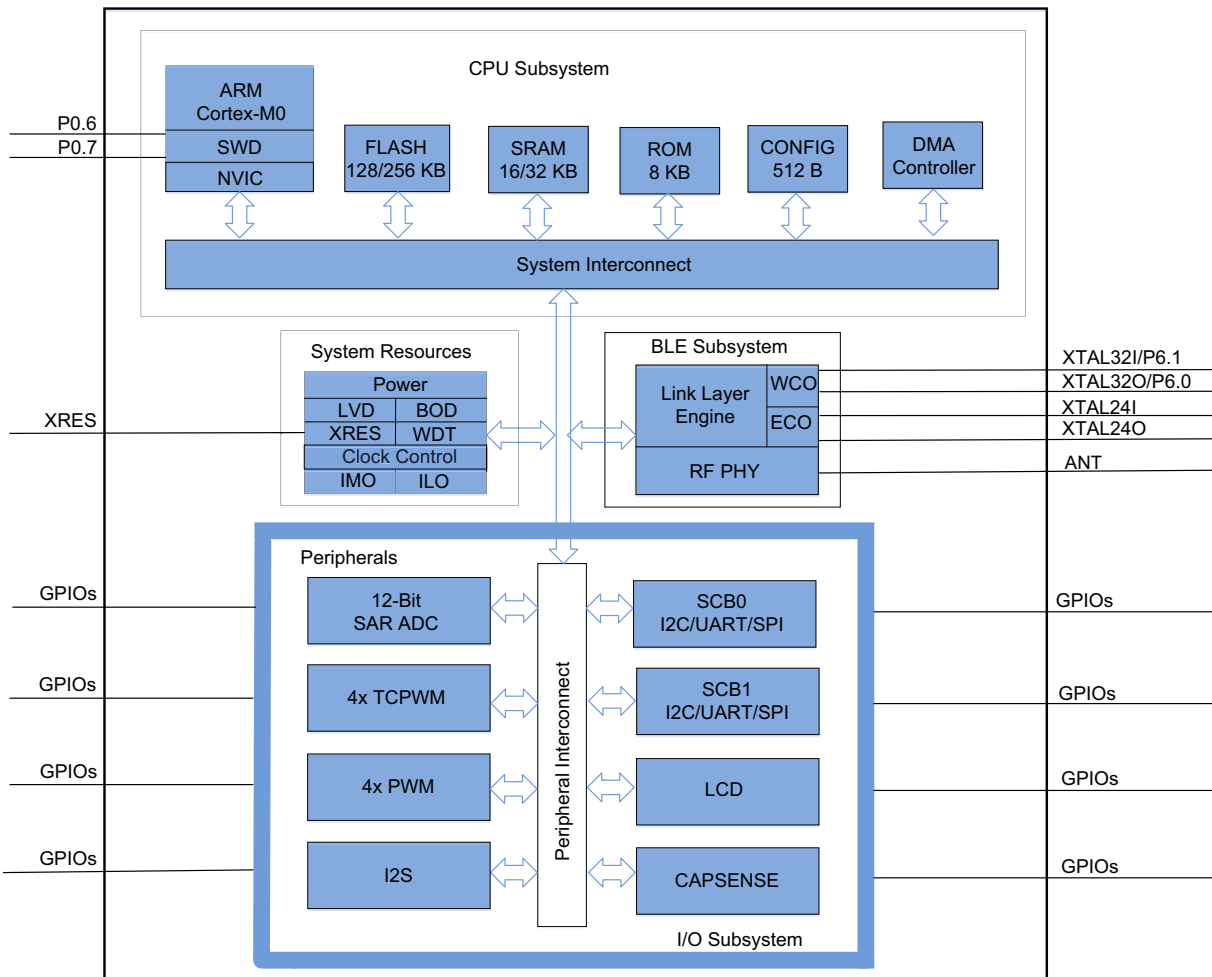 CPU Subsystem
ARM
Cortex-M0
SWD
NVIC
FLASH
128/256 KB
SRAM
16/32 KB
ROM
8 KB
CONFIG
512 B
DMA
Controller
P0.6
P0.7
System Interconnect
System Resources
Power
LVD
BOD
XRES
WDT
Clock Control
IMO
ILO
XRES
BLE Subsystem
Link Layer
Engine
WCO
ECO
RF PHY
XTAL32I/P6.1
XTAL32O/P6.0
XTAL24I
XTAL24O
ANT
Peripherals
GPIOs
12-Bit
SAR ADC
SCB0
I2C/UART/SPI
GPIOs
GPIOs
4x TCPWM
SCB1
I2C/UART/SPI
GPIOs
GPIOs
4x PWM
LCD
GPIOs
GPIOs
I2S
CAPSENSE
GPIOs
Peripheral Interconnect
I/O Subsystem